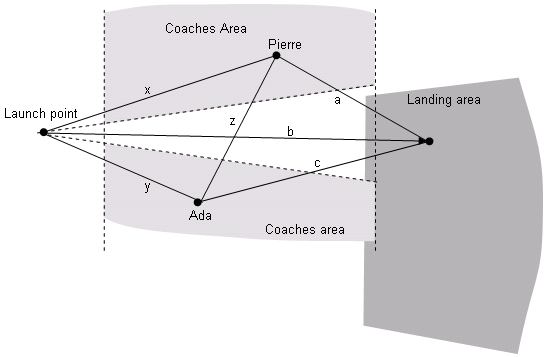 Coaches Area
Pierre
x
a
Landing area
Launch point
z
b
c
y
Ada
Coaches area